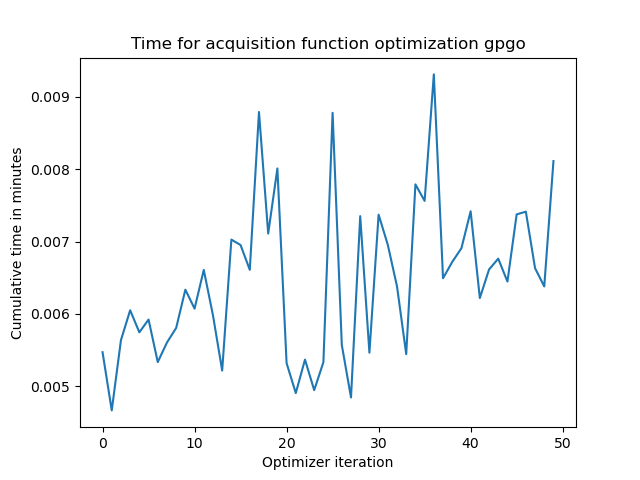 Time for acquisition function optimization gpgo
Cumulative time in minutes
0.009
0.008
0.007
0.006
0.005
0 10 20 30 40 50
Optimizer iteration